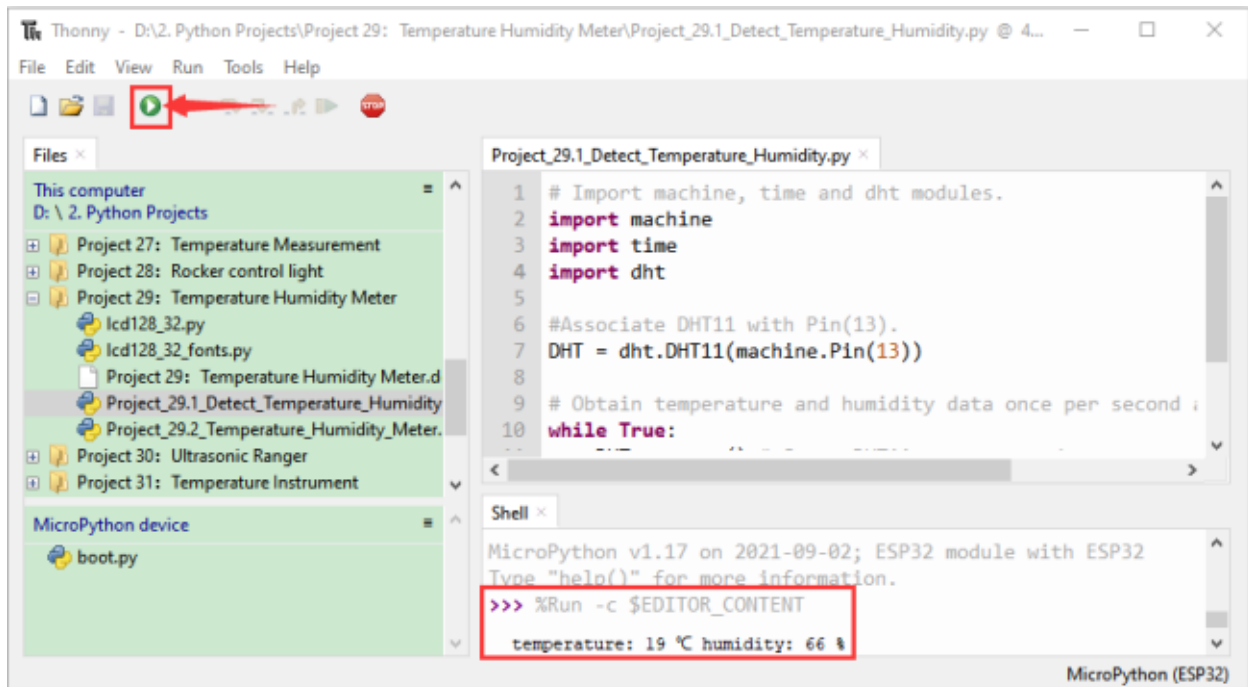 Thonny - D:\2. Python Projects\Project 29: Temperature Humidity Meter\Project_29.1_Detect_Temperature_Humidity.py @ 4...
File Edit View Run Tools Help
STOP
Files
This computer
D: \ 2. Python Projects
Project 27: Temperature Measurement
Project 28: Rocker control light
Project 29: Temperature Humidity Meter
lcd128_32.py
lcd128_32_fonts.py
Project 29: Temperature Humidity Meter.d
Project_29.1_Detect_Temperature_Humidity
Project_29.2_Temperature_Humidity_Meter.
Project 30: Ultrasonic Ranger
Project 31: Temperature Instrument
MicroPython device
boot.py
Project_29.1_Detect_Temperature_Humidity.py
1 # Import machine, time and dht modules.
2 import machine
3 import time
4 import dht
5
6 #Associate DHT11 with Pin(13).
7 DHT = dht.DHT11(machine.Pin(13))
8
9 # Obtain temperature and humidity data once per second
10 while True:
Shell
MicroPython v1.17 on 2021-09-02; ESP32 module with ESP32
Type "help()" for more information.
>>> %Run -c $EDITOR_CONTENT
temperature: 19 ℃ humidity: 66 %
MicroPython (ESP32)